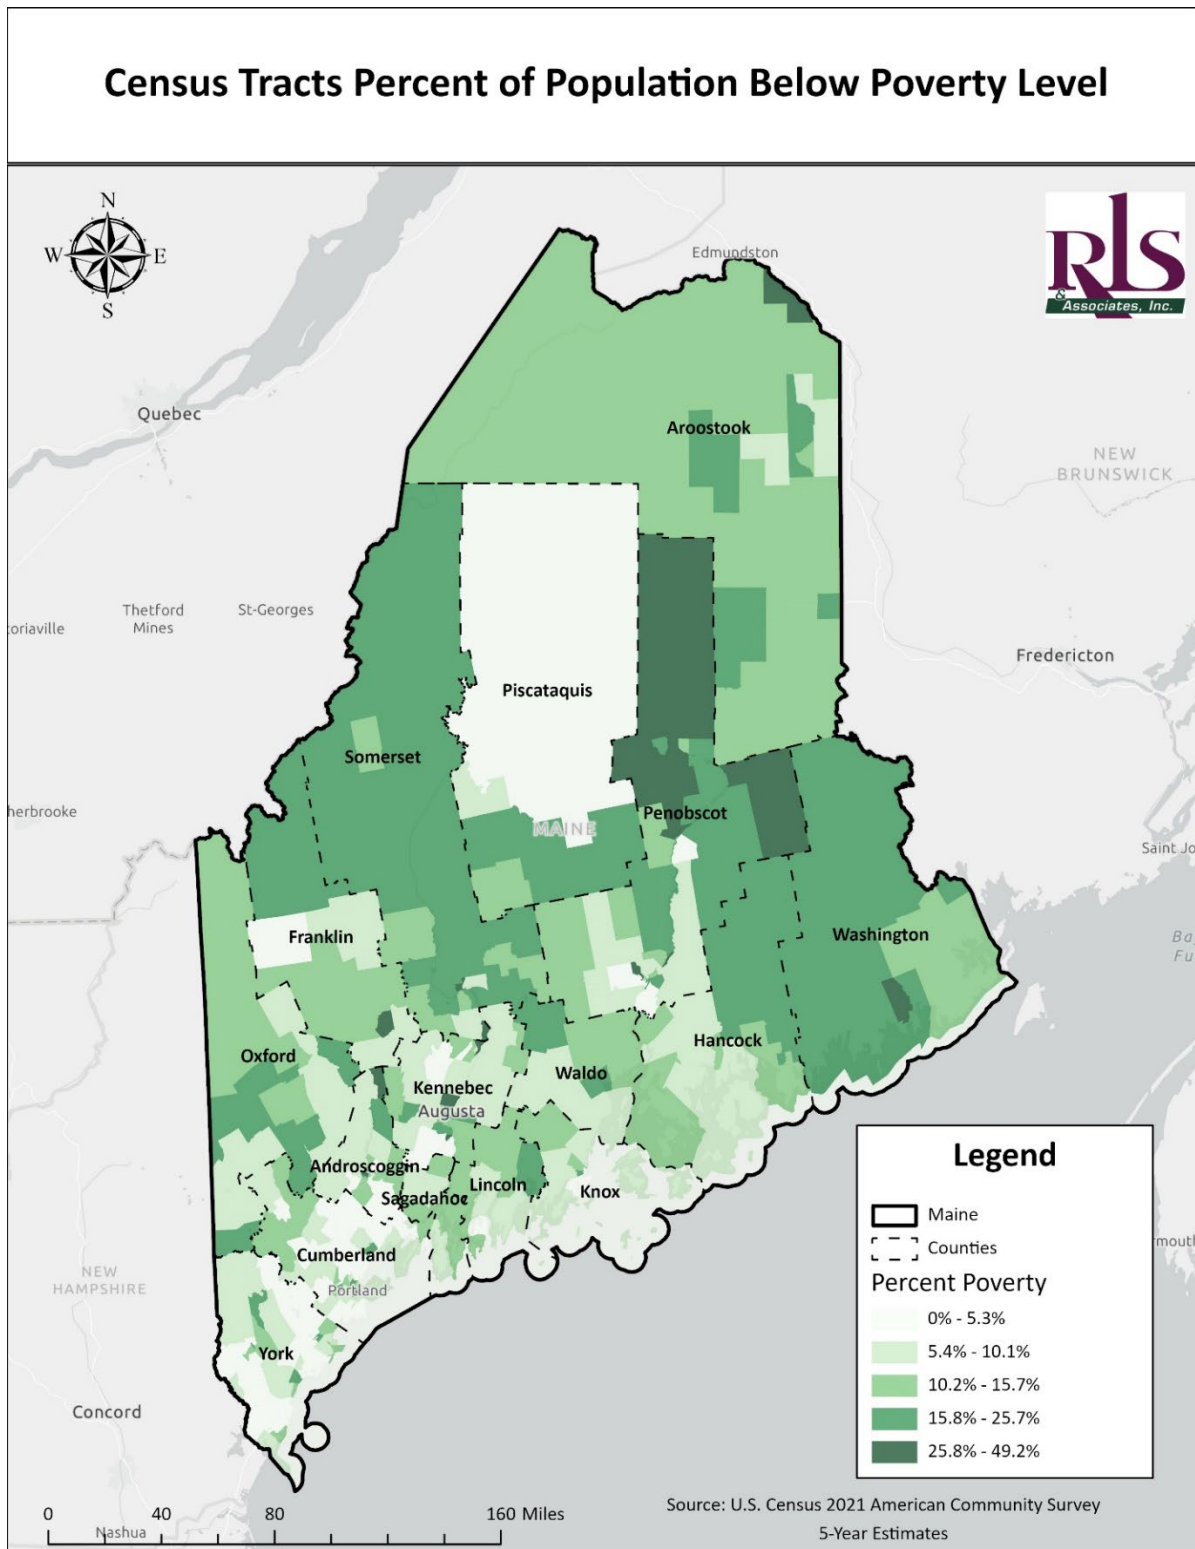 Census Tracts Percent of Population Below Poverty Level
N
W
E
S
Edmundston
RLS
& Associates, Inc.
Quebec
Aroostook
NEW
BRUNSWICK
Thetford
Mines
St-Georges
toriaville
Fredericton
Piscataquis
Somerset
herbrooke
Penobscot
MAINE
Saint Jo
Franklin
Washington
Ba
Fu
Oxford
Hancock
Kennebec
Augusta
Waldo
Androscoggin
Sagadahoc
Lincoln
Knox
Cumberland
Portland
NEW
HAMPSHIRE
York
Concord
Nashua
rmouth
Legend
Maine
Counties
Percent Poverty
0% - 5.3%
5.4% - 10.1%
10.2% - 15.7%
15.8% - 25.7%
25.8% - 49.2%
0 40 80 160 Miles
Source: U.S. Census 2021 American Community Survey
5-Year Estimates